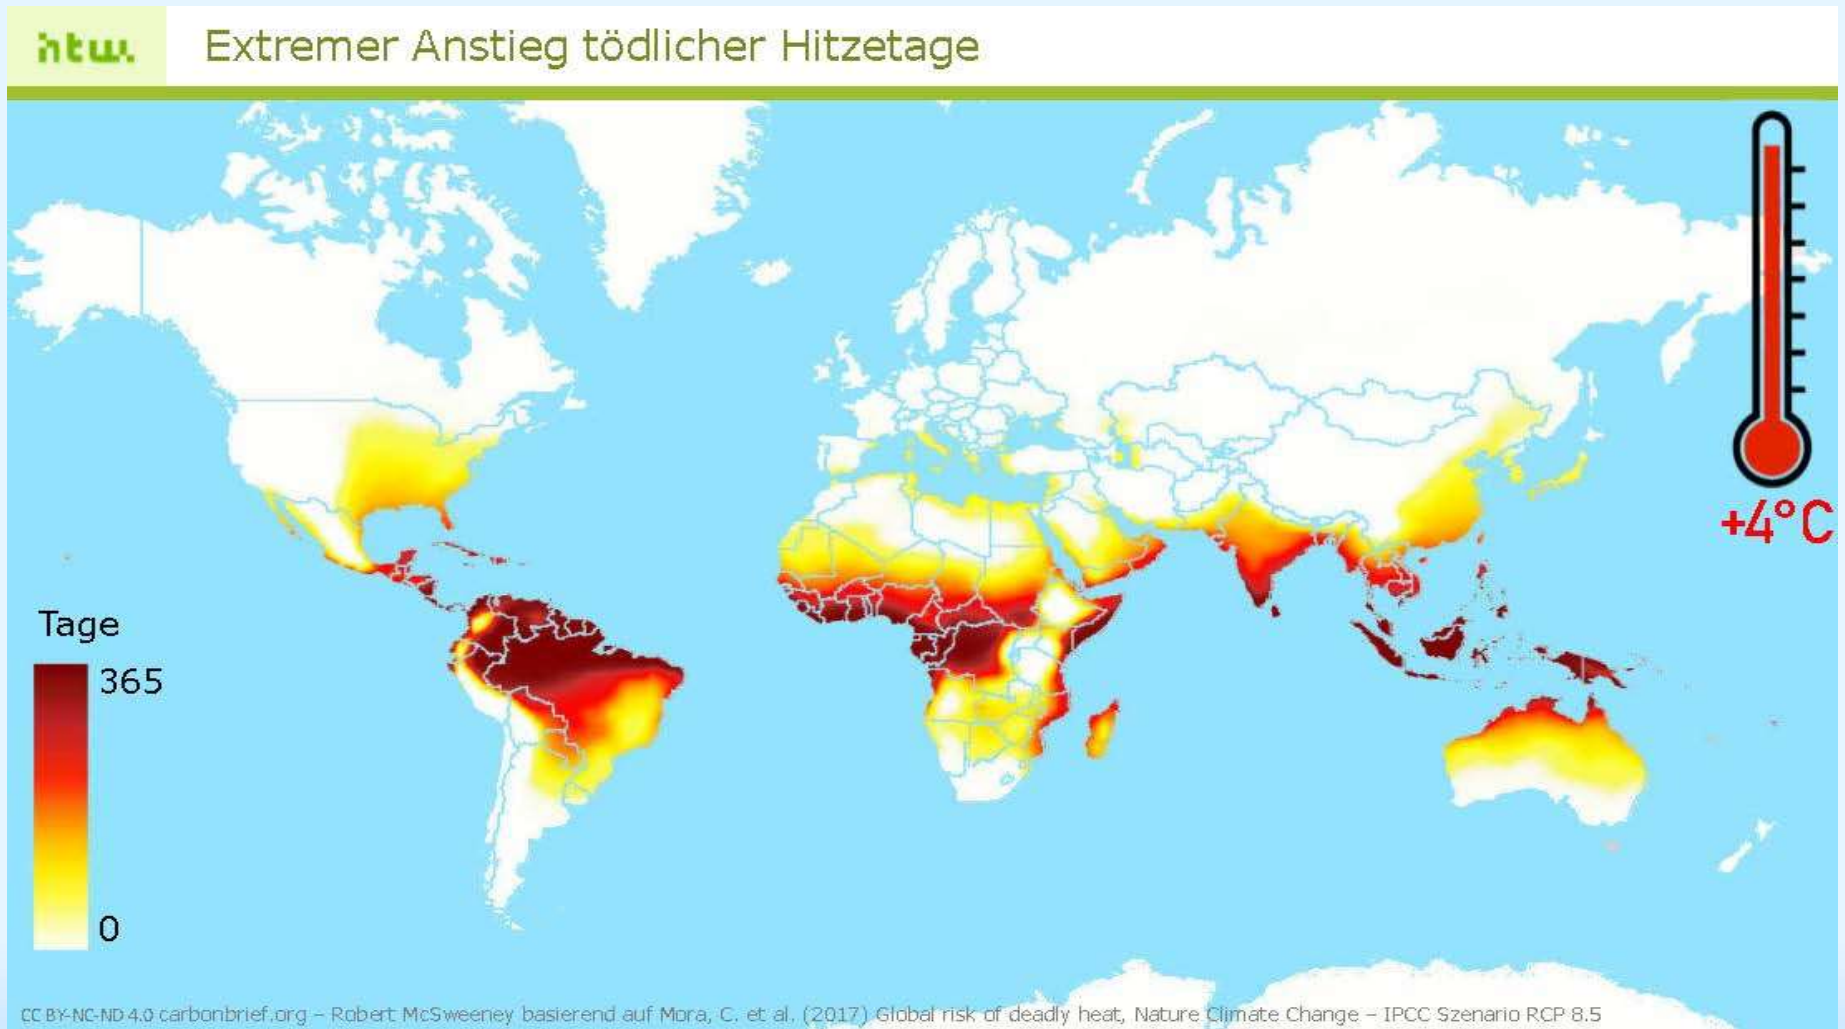 htw.
Extremer Anstieg tödlicher Hitzetage
+4°C
Tage
365
0
CC BY-NC-ND 4.0 carbonbrief.org – Robert McSweeney basierend auf Mora, C. et al. (2017) Global risk of deadly heat, Nature Climate Change – IPCC Szenario RCP 8.5